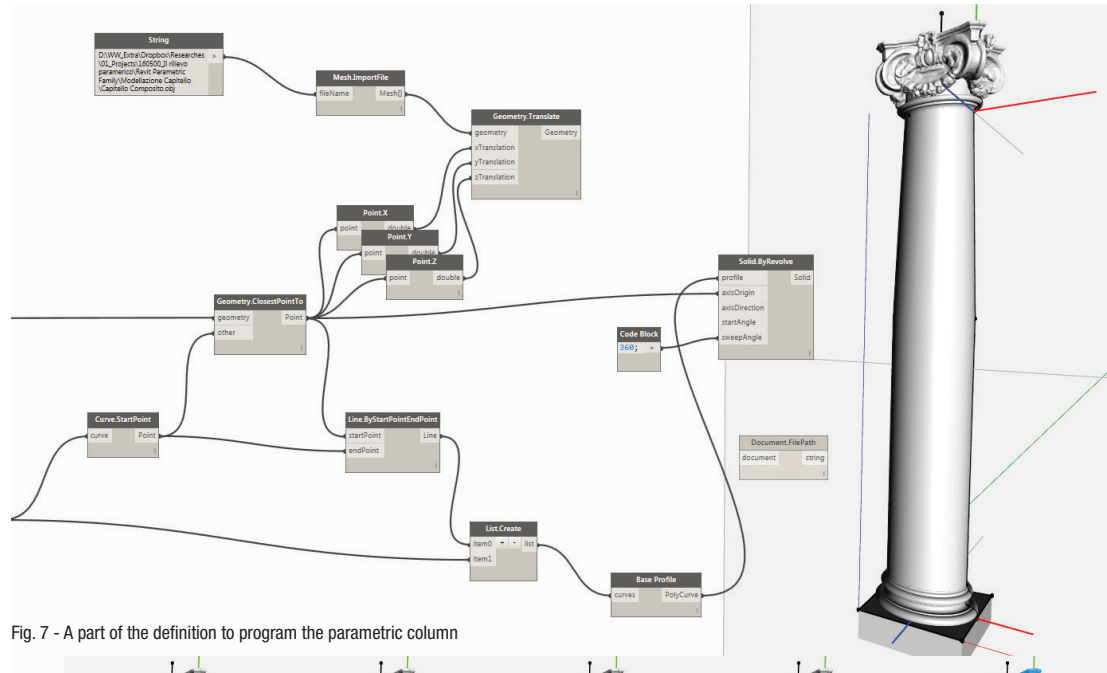 String
D:\WW_Extra\Dropbox\Researches >
\01_Projects\160500_Il rilievo
paramerico\Revit Parametric
Family\Modellazione Capitello
\Capitello Composito.obj
Mesh.ImportFile
fileName Mesh[]
Geometry.Translate
geometry Geometry
xTranslation
yTranslation
zTranslation
Point.X
point double
Point.Y
point double
Point.Z
point double
Geometry.ClosestPointTo
geometry Point
other
Solid.ByRevolve
profile Solid
axisOrigin
axisDirection
startAngle
sweepAngle
Code Block
360; >
Curve.StartPoint
curve Point
Line.ByStartPointEndPoint
startPoint Line
endPoint
Document.FilePath
document string
List.Create
item0 + - list
item1
Base Profile
curves PolyCurve
Fig. 7 - A part of the definition to program the parametric column